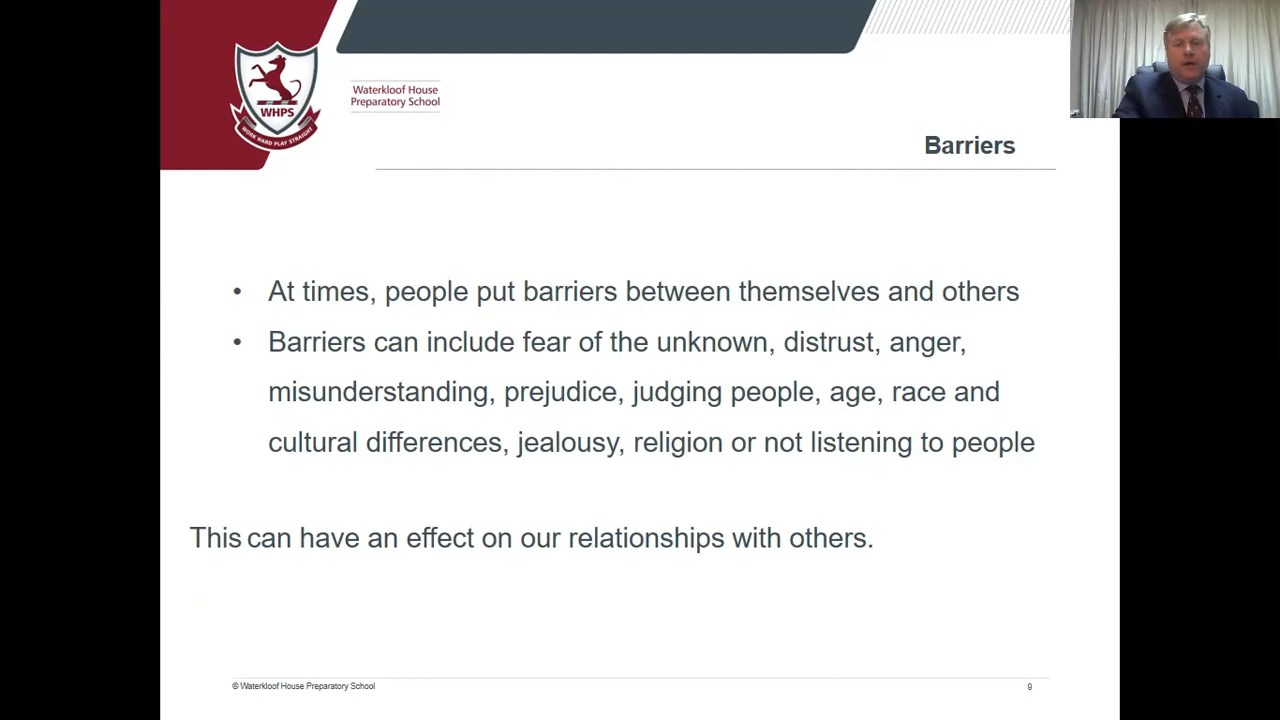 WHPS
WORK HARD PLAY STRAIGHT
Waterkloof House
Preparatory School
Barriers
• At times, people put barriers between themselves and others
• Barriers can include fear of the unknown, distrust, anger,
misunderstanding, prejudice, judging people, age, race and
cultural differences, jealousy, religion or not listening to people
This can have an effect on our relationships with others.
© Waterkloof House Preparatory School
9